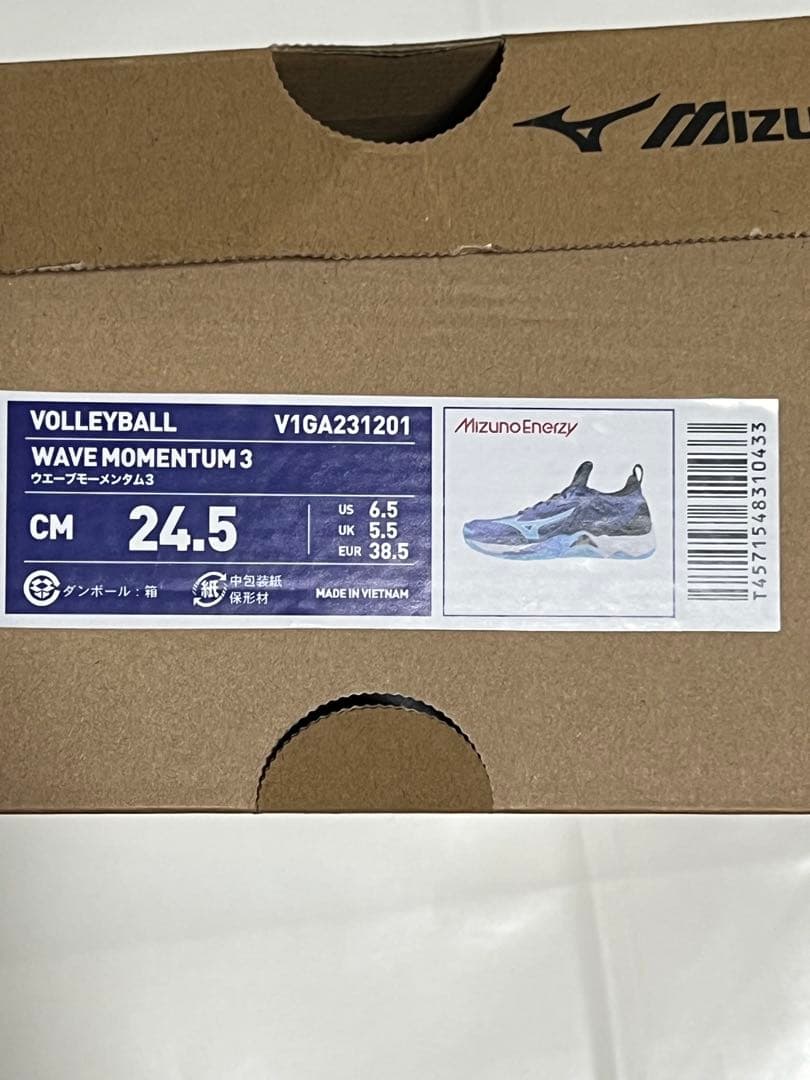 MIZU
VOLLEYBALL V1GA231201
WAVE MOMENTUM 3
ウエーブモーメンタム3
CM 24.5
US 6.5
UK 5.5
EUR 38.5
ダンボール：箱
紙 中包装紙
保形材
MADE IN VIETNAM
MizunoEnerzy
T4571548310433